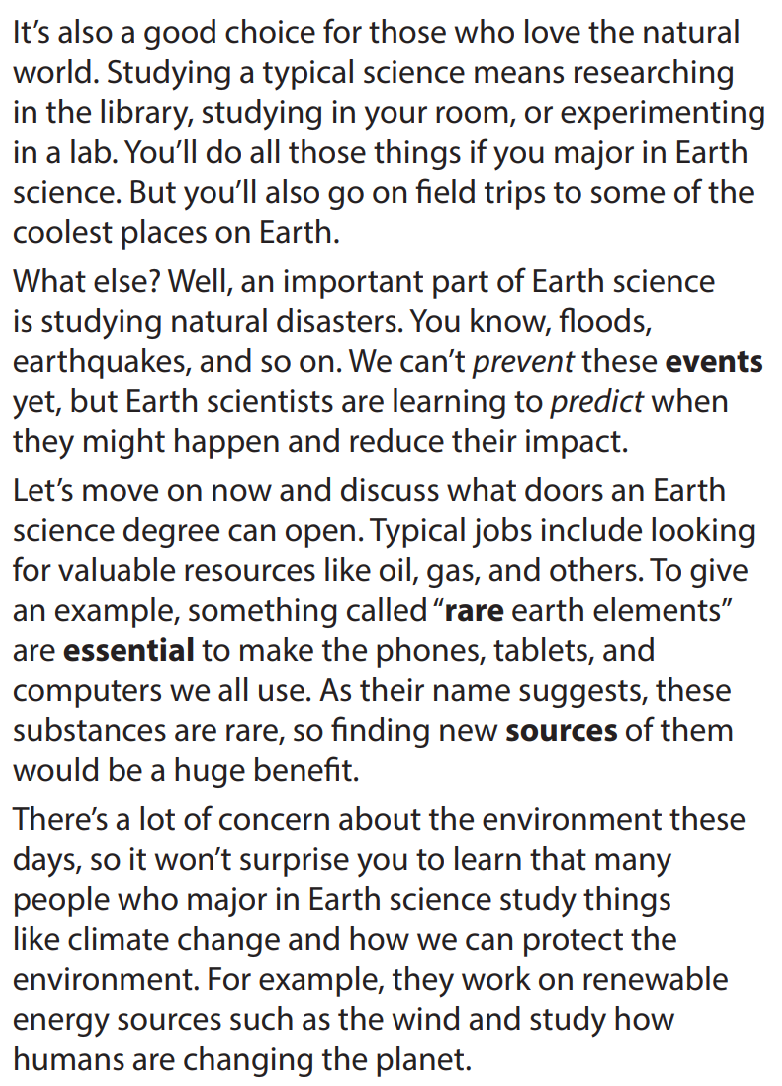 It’s also a good choice for those who love the natural
world. Studying a typical science means researching
in the library, studying in your room, or experimenting
in a lab. You’ll do all those things if you major in Earth
science. But you’ll also go on field trips to some of the
coolest places on Earth.
What else? Well, an important part of Earth science
is studying natural disasters. You know, floods,
earthquakes, and so on. We can’t prevent these events
yet, but Earth scientists are learning to predict when
they might happen and reduce their impact.
Let’s move on now and discuss what doors an Earth
science degree can open. Typical jobs include looking
for valuable resources like oil, gas, and others. To give
an example, something called “rare earth elements”
are essential to make the phones, tablets, and
computers we all use. As their name suggests, these
substances are rare, so finding new sources of them
would be a huge benefit.
There’s a lot of concern about the environment these
days, so it won’t surprise you to learn that many
people who major in Earth science study things
like climate change and how we can protect the
environment. For example, they work on renewable
energy sources such as the wind and study how
humans are changing the planet.